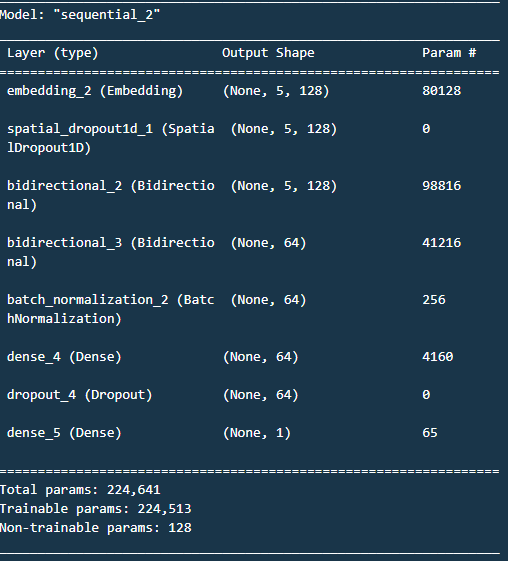 Model: "sequential_2"
Layer (type) Output Shape Param #
embedding_2 (Embedding) (None, 5, 128) 80128
spatial_dropout1d_1 (Spatia (None, 5, 128) 0
lDropout1D)
bidirectional_2 (Bidirectio (None, 5, 128) 98816
nal)
bidirectional_3 (Bidirectio (None, 64) 41216
nal)
batch_normalization_2 (Batc (None, 64) 256
hNormalization)
dense_4 (Dense) (None, 64) 4160
dropout_4 (Dropout) (None, 64) 0
dense_5 (Dense) (None, 1) 65
Total params: 224,641
Trainable params: 224,513
Non-trainable params: 128